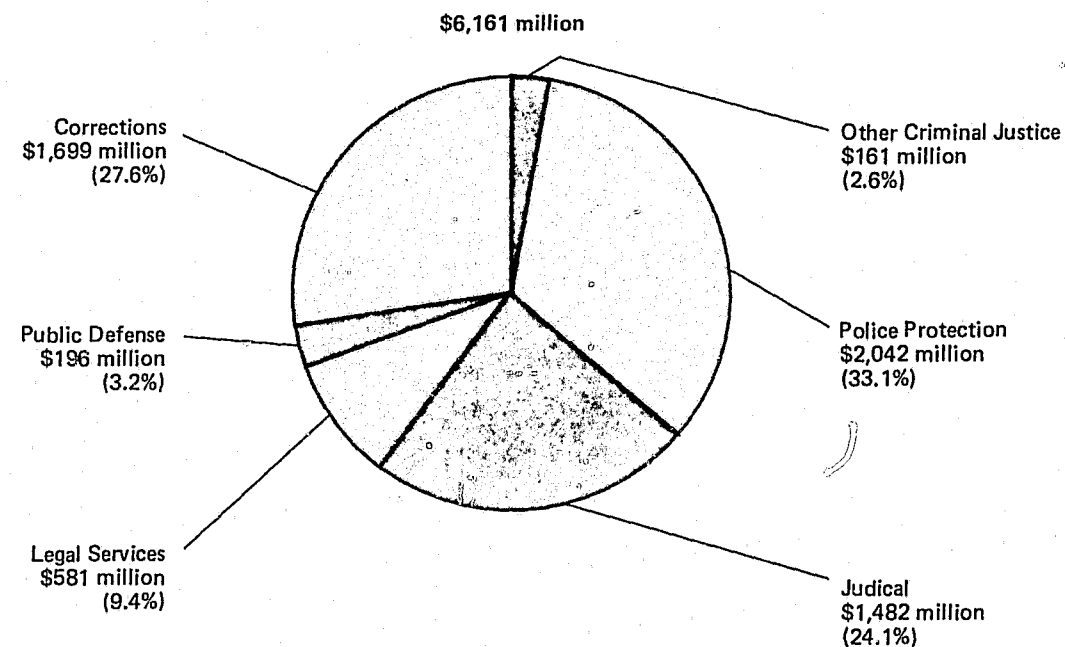 $6,161 million
Corrections
$1,699 million
(27.6%)
Other Criminal Justice
$161 million
(2.6%)
Public Defense
$196 million
(3.2%)
Police Protection
$2,042 million
(33.1%)
Legal Services
$581 million
(9.4%)
Judical
$1,482 million
(24.1%)